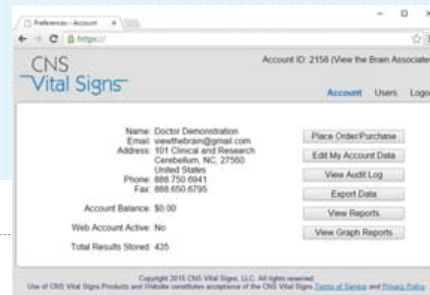 Preferences - Account
https://
CNS
Vital Signs
Account ID: 2158 (View the Brain Associate
Account Users Logo
Name: Doctor Demonstration
Email: viewthebrain@gmail.com
Address: 101 Clinical and Research
Cerebellum, NC, 27560
United States
Phone: 888.750.6941
Fax: 888.650.6795
Account Balance: $0.00
Web Account Active: No
Total Results Stored: 435
Place Order/Purchase
Edit My Account Data
View Audit Log
Export Data
View Reports
View Graph Reports
Copyright 2015 CNS Vital Signs, LLC. All rights reserved.
Use of CNS Vital Signs Products and Website constitutes acceptance of the CNS Vital Signs Terms of Service and Privacy Policy